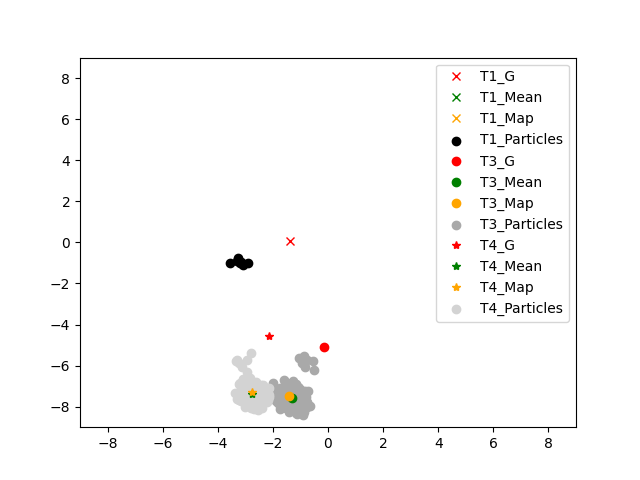 8
6
4
2
0
−2
−4
−6
−8
−8
−6
−4
−2
0
2
4
6
8
T1_G
T1_Mean
T1_Map
T1_Particles
T3_G
T3_Mean
T3_Map
T3_Particles
T4_G
T4_Mean
T4_Map
T4_Particles